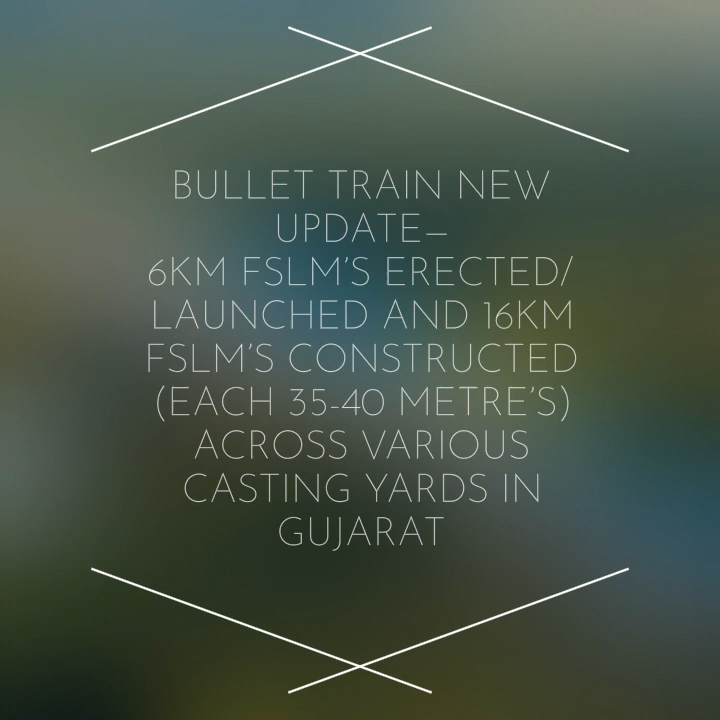 BULLET TRAIN NEW
UPDATE—
6KM FSLM'S ERECTED/
LAUNCHED AND 16KM
FSLM'S CONSTRUCTED
(EACH 35-40 METRE'S)
ACROSS VARIOUS
CASTING YARDS IN
GUJARAT